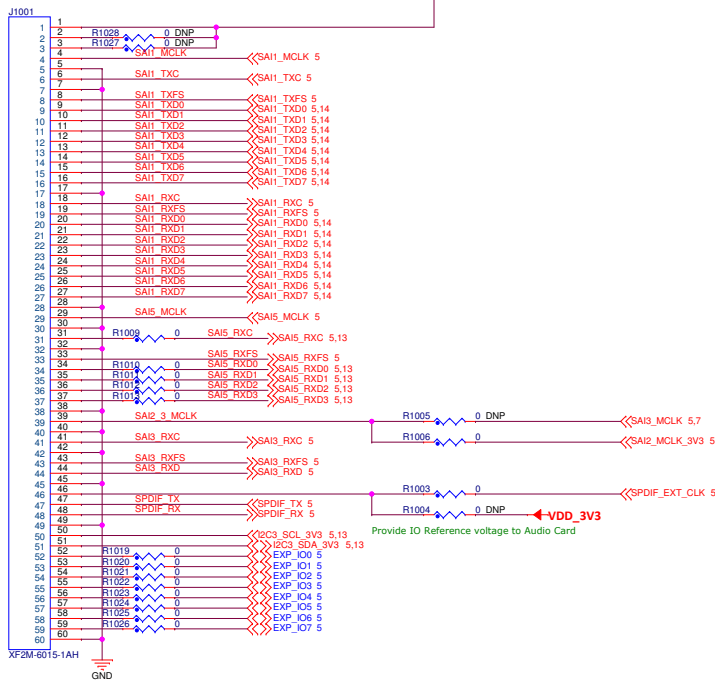 J1001
1 1
2 2 R1028 0 DNP
3 3 R1027 0 DNP
4 4 SAI1_MCLK SAI1_MCLK 5
5 5
6 6 SAI1_TXC SAI1_TXC 5
7 7
8 8 SAI1_TXFS SAI1_TXFS 5
9 9 SAI1_TXD0 SAI1_TXD0 5,14
10 10 SAI1_TXD1 SAI1_TXD1 5,14
11 11 SAI1_TXD2 SAI1_TXD2 5,14
12 12 SAI1_TXD3 SAI1_TXD3 5,14
13 13 SAI1_TXD4 SAI1_TXD4 5,14
14 14 SAI1_TXD5 SAI1_TXD5 5,14
15 15 SAI1_TXD6 SAI1_TXD6 5,14
16 16 SAI1_TXD7 SAI1_TXD7 5,14
17 17
18 18 SAI1_RXC SAI1_RXC 5
19 19 SAI1_RXFS SAI1_RXFS 5
20 20 SAI1_RXD0 SAI1_RXD0 5,14
21 21 SAI1_RXD1 SAI1_RXD1 5,14
22 22 SAI1_RXD2 SAI1_RXD2 5,14
23 23 SAI1_RXD3 SAI1_RXD3 5,14
24 24 SAI1_RXD4 SAI1_RXD4 5,14
25 25 SAI1_RXD5 SAI1_RXD5 5,14
26 26 SAI1_RXD6 SAI1_RXD6 5,14
27 27 SAI1_RXD7 SAI1_RXD7 5,14
28 28
29 29 SAI5_MCLK SAI5_MCLK 5
30 30
31 31 R1009 0 SAI5_RXC SAI5_RXC 5,13
32 32
33 33 SAI5_RXFS SAI5_RXFS 5
34 34 R1010 0 SAI5_RXD0 SAI5_RXD0 5,13
35 35 R1011 0 SAI5_RXD1 SAI5_RXD1 5,13
36 36 R1012 0 SAI5_RXD2 SAI5_RXD2 5,13
37 37 R1013 0 SAI5_RXD3 SAI5_RXD3 5,13
38 38
39 39 SAI2_3_MCLK R1005 0 DNP SAI3_MCLK 5,7
40 40
41 41 SAI3_RXC SAI3_RXC 5 R1006 0 SAI2_MCLK_3V3 5
42 42
43 43 SAI3_RXFS SAI3_RXFS 5
44 44 SAI3_RXD SAI3_RXD 5
45 45
46 46 R1003 0 SPDIF_EXT_CLK 5
47 47 SPDIF_TX SPDIF_TX 5
48 48 SPDIF_RX SPDIF_RX 5 R1004 0 DNP VDD_3V3
49 49
Provide IO Reference voltage to Audio Card
50 50 I2C3_SCL_3V3 5,13
51 51 I2C3_SDA_3V3 5,13
52 52 R1019 0 EXP_IO0 5
53 53 R1020 0 EXP_IO1 5
54 54 R1021 0 EXP_IO2 5
55 55 R1022 0 EXP_IO3 5
56 56 R1023 0 EXP_IO4 5
57 57 R1024 0 EXP_IO5 5
58 58 R1025 0 EXP_IO6 5
59 59 R1026 0 EXP_IO7 5
60 60
XF2M-6015-1AH
GND